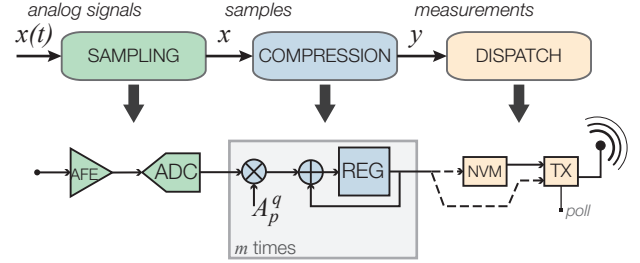 analog signals samples measurements
x(t) SAMPLING x COMPRESSION y DISPATCH
AFE ADC REG NVM TX
A_p^q
poll
m times